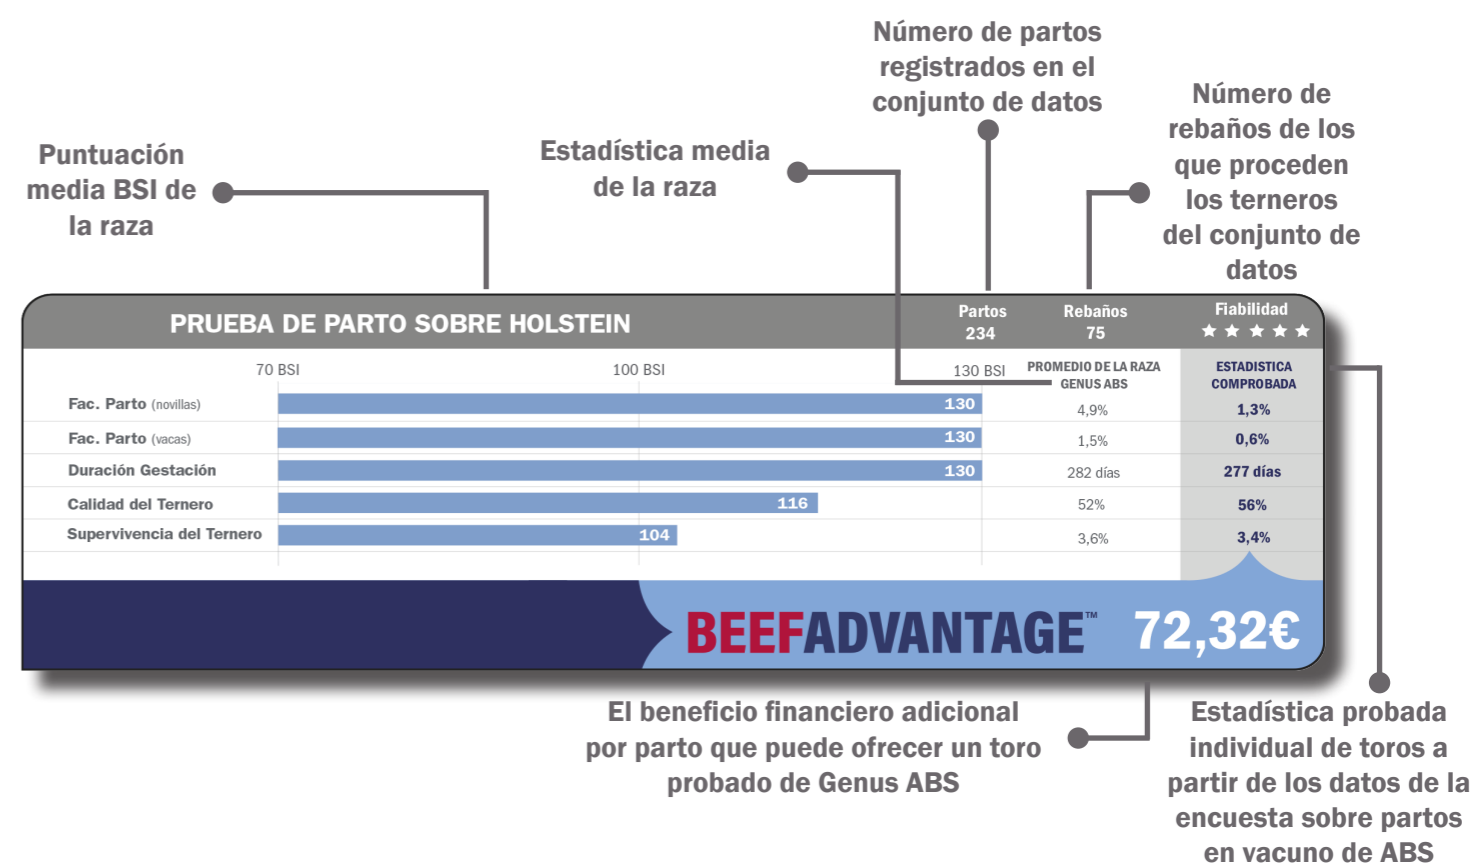 Número de partos
registrados en el
conjunto de datos
Número de
rebaños de los
que proceden
los terneros
del conjunto de
datos
Estadística media
de la raza
Puntuación
media BSI de
la raza
PRUEBA DE PARTO SOBRE HOLSTEIN
Partos
234
Rebaños
75
Fiabilidad
70 BSI 100 BSI 130 BSI
PROMEDIO DE LA RAZA
GENUS ABS
ESTADISTICA
COMPROBADA
Fac. Parto (novillas) 130 4,9% 1,3%
Fac. Parto (vacas) 130 1,5% 0,6%
Duración Gestación 130 282 días 277 días
Calidad del Ternero 116 52% 56%
Supervivencia del Ternero 104 3,6% 3,4%
BEEFADVANTAGE™ 72,32€
El beneficio financiero adicional
por parto que puede ofrecer un toro
probado de Genus ABS
Estadística probada
individual de toros a
partir de los datos de la
encuesta sobre partos
en vacuno de ABS